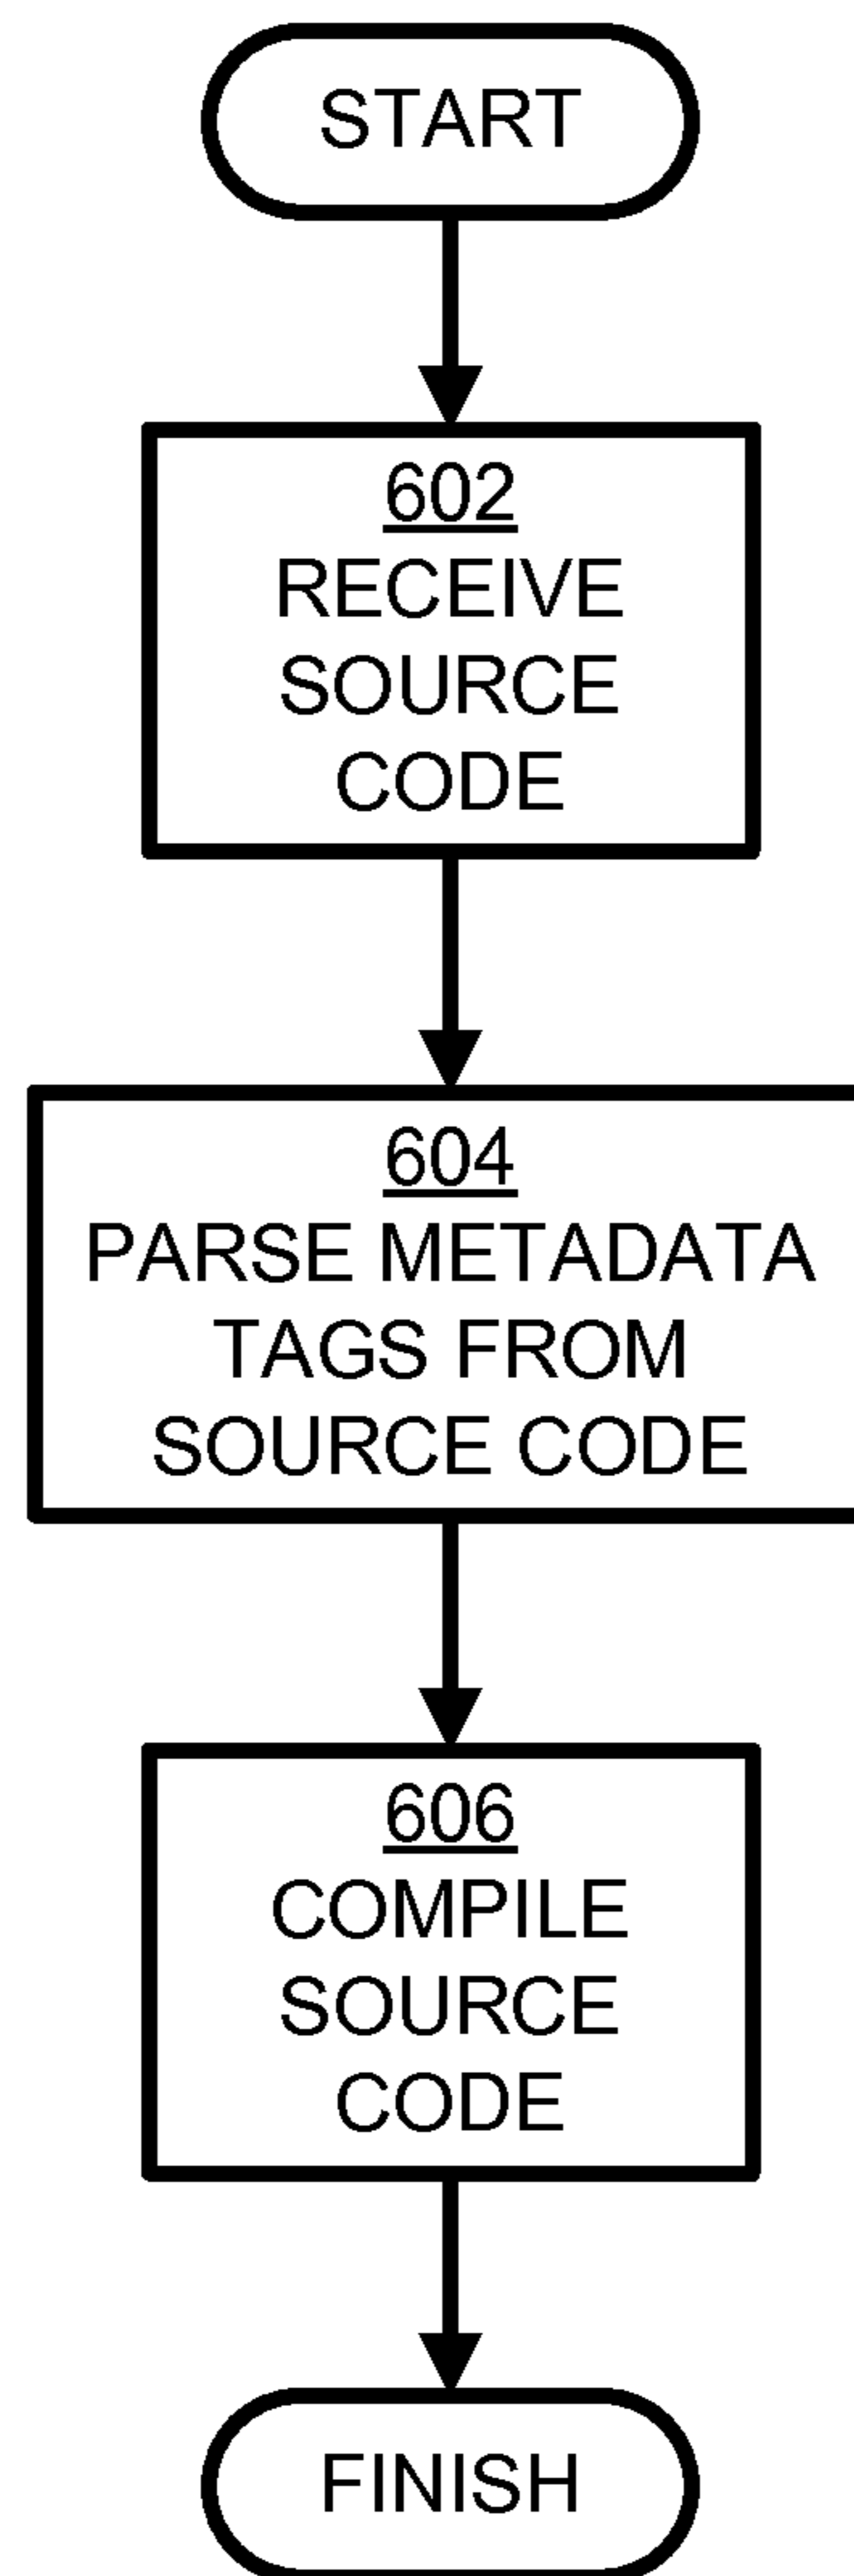 START
602
RECEIVE
SOURCE
CODE
604
PARSE METADATA
TAGS FROM
SOURCE CODE
606
COMPILE
SOURCE
CODE
FINISH